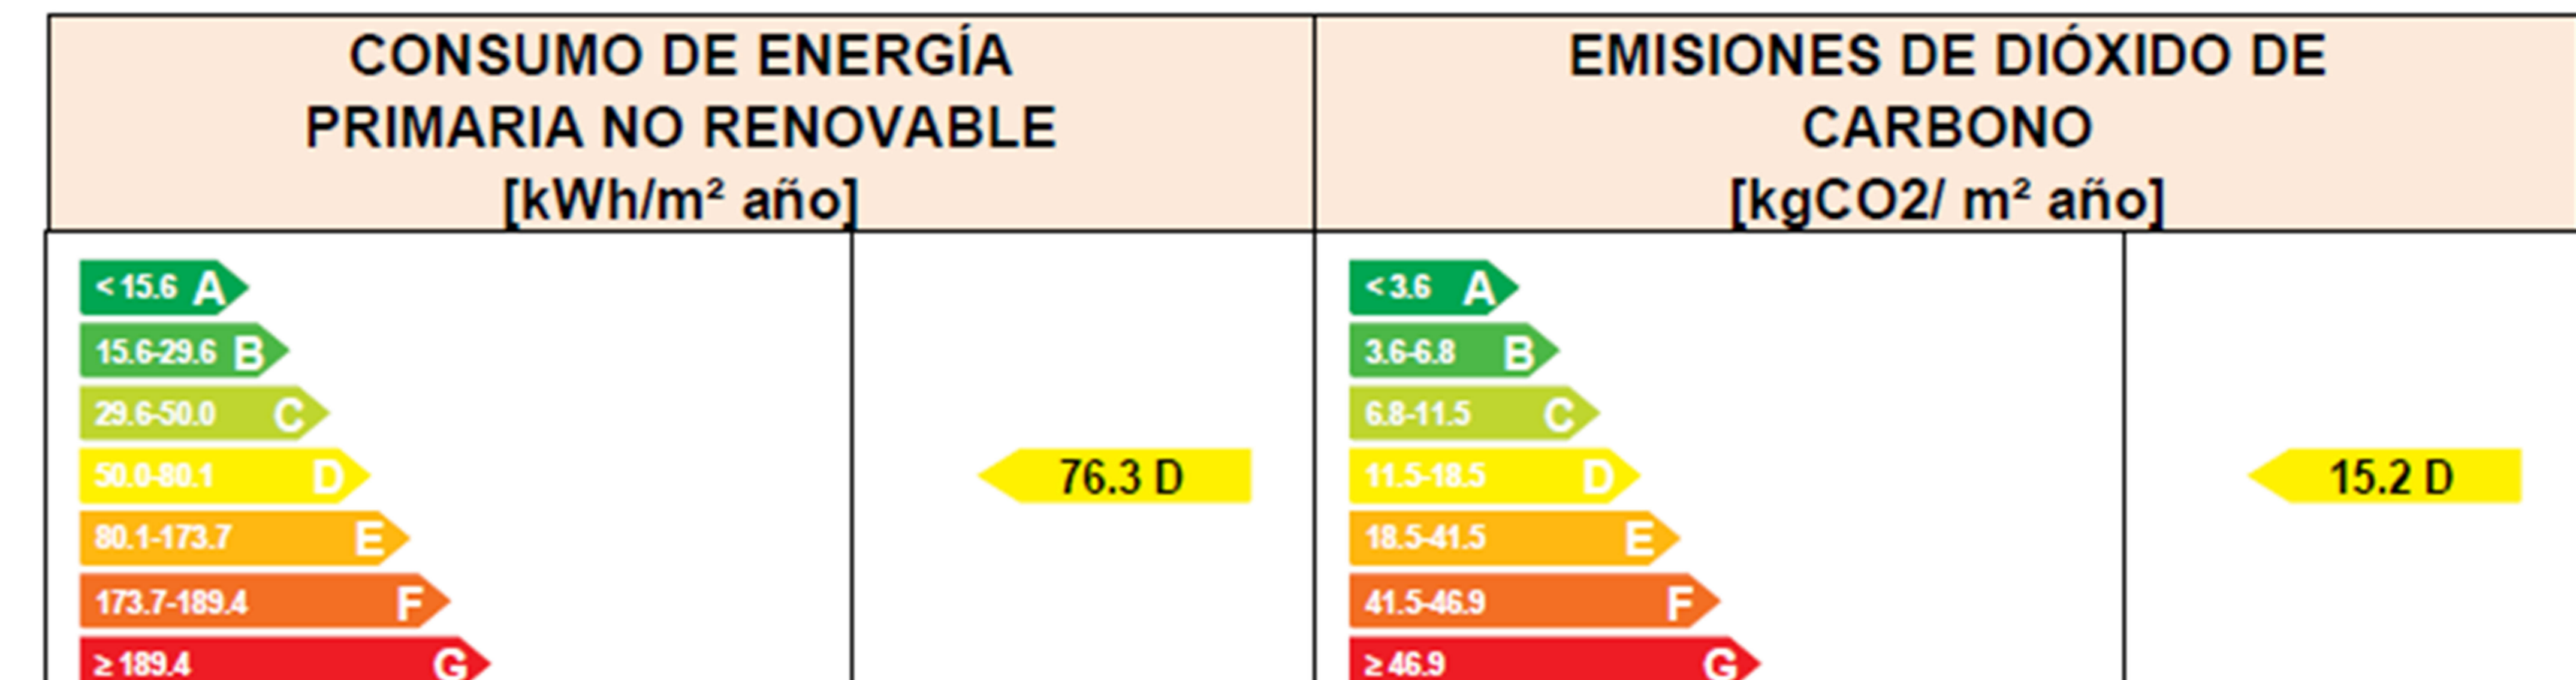 CONSUMO DE ENERGÍA
PRIMARIA NO RENOVABLE
[kWh/m² año]
EMISIONES DE DIÓXIDO DE
CARBONO
[kgCO2/ m² año]
< 15.6 A
15.6-29.6 B
29.6-50.0 C
50.0-80.1 D
80.1-173.7 E
173.7-189.4 F
≥ 189.4 G
76.3 D
< 3.6 A
3.6-6.8 B
6.8-11.5 C
11.5-18.5 D
18.5-41.5 E
41.5-46.9 F
≥ 46.9 G
15.2 D